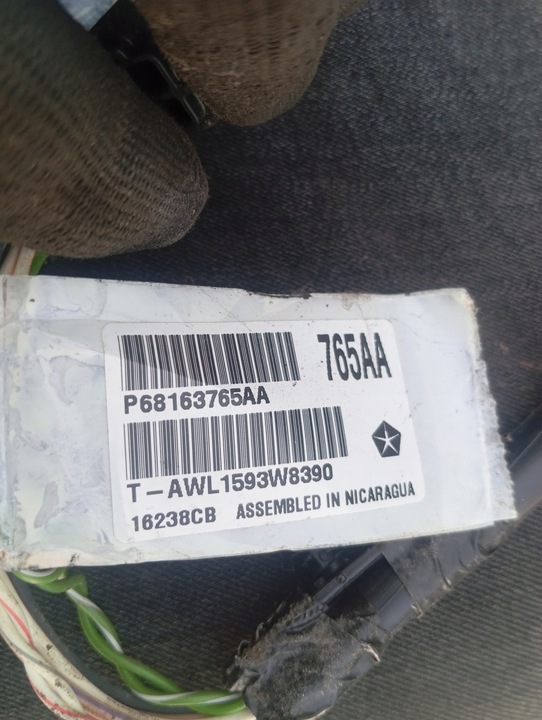 765AA
P68163765AA
T-AWL1593W8390
16238CB ASSEMBLED IN NICARAGUA